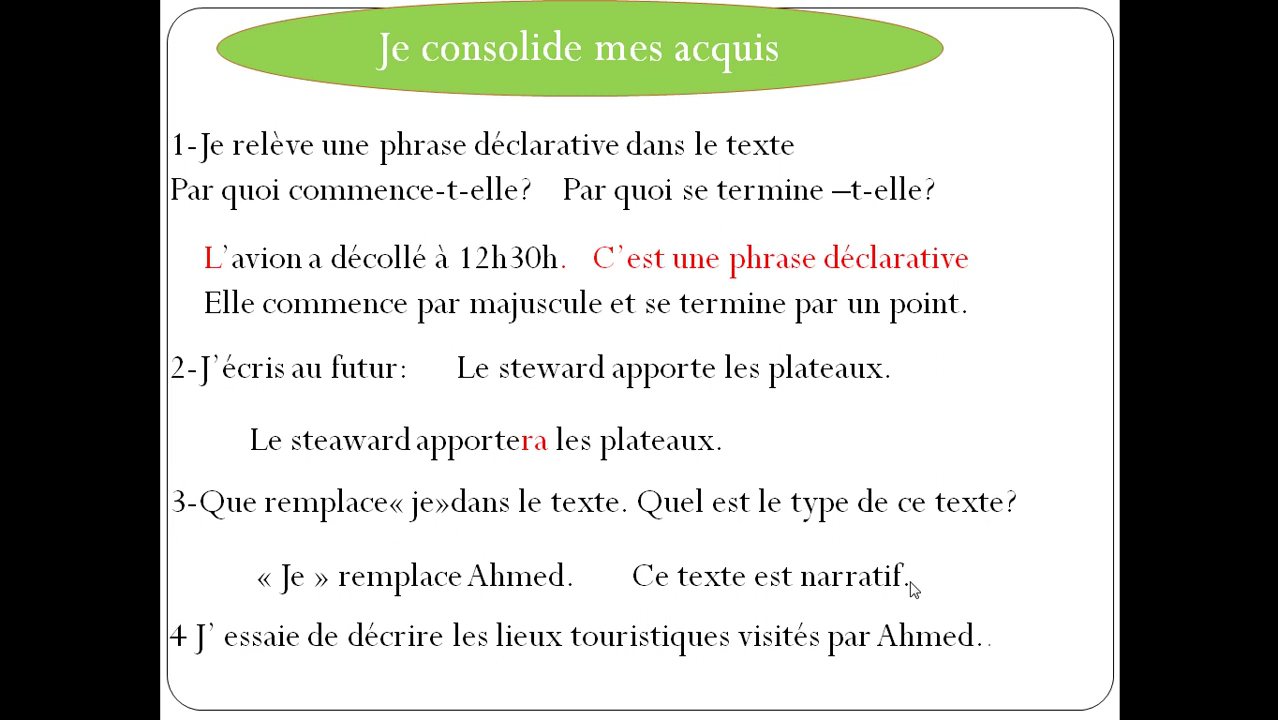 Je consolide mes acquis
1-Je relève une phrase déclarative dans le texte
Par quoi commence-t-elle? Par quoi se termine –t-elle?
L'avion a décollé à 12h30h. C'est une phrase déclarative
Elle commence par majuscule et se termine par un point.
2-J'écris au futur: Le steward apporte les plateaux.
Le steaward apportera les plateaux.
3-Que remplace« je»dans le texte. Quel est le type de ce texte?
« Je » remplace Ahmed. Ce texte est narratif.
4 J' essaie de décrire les lieux touristiques visités par Ahmed. .